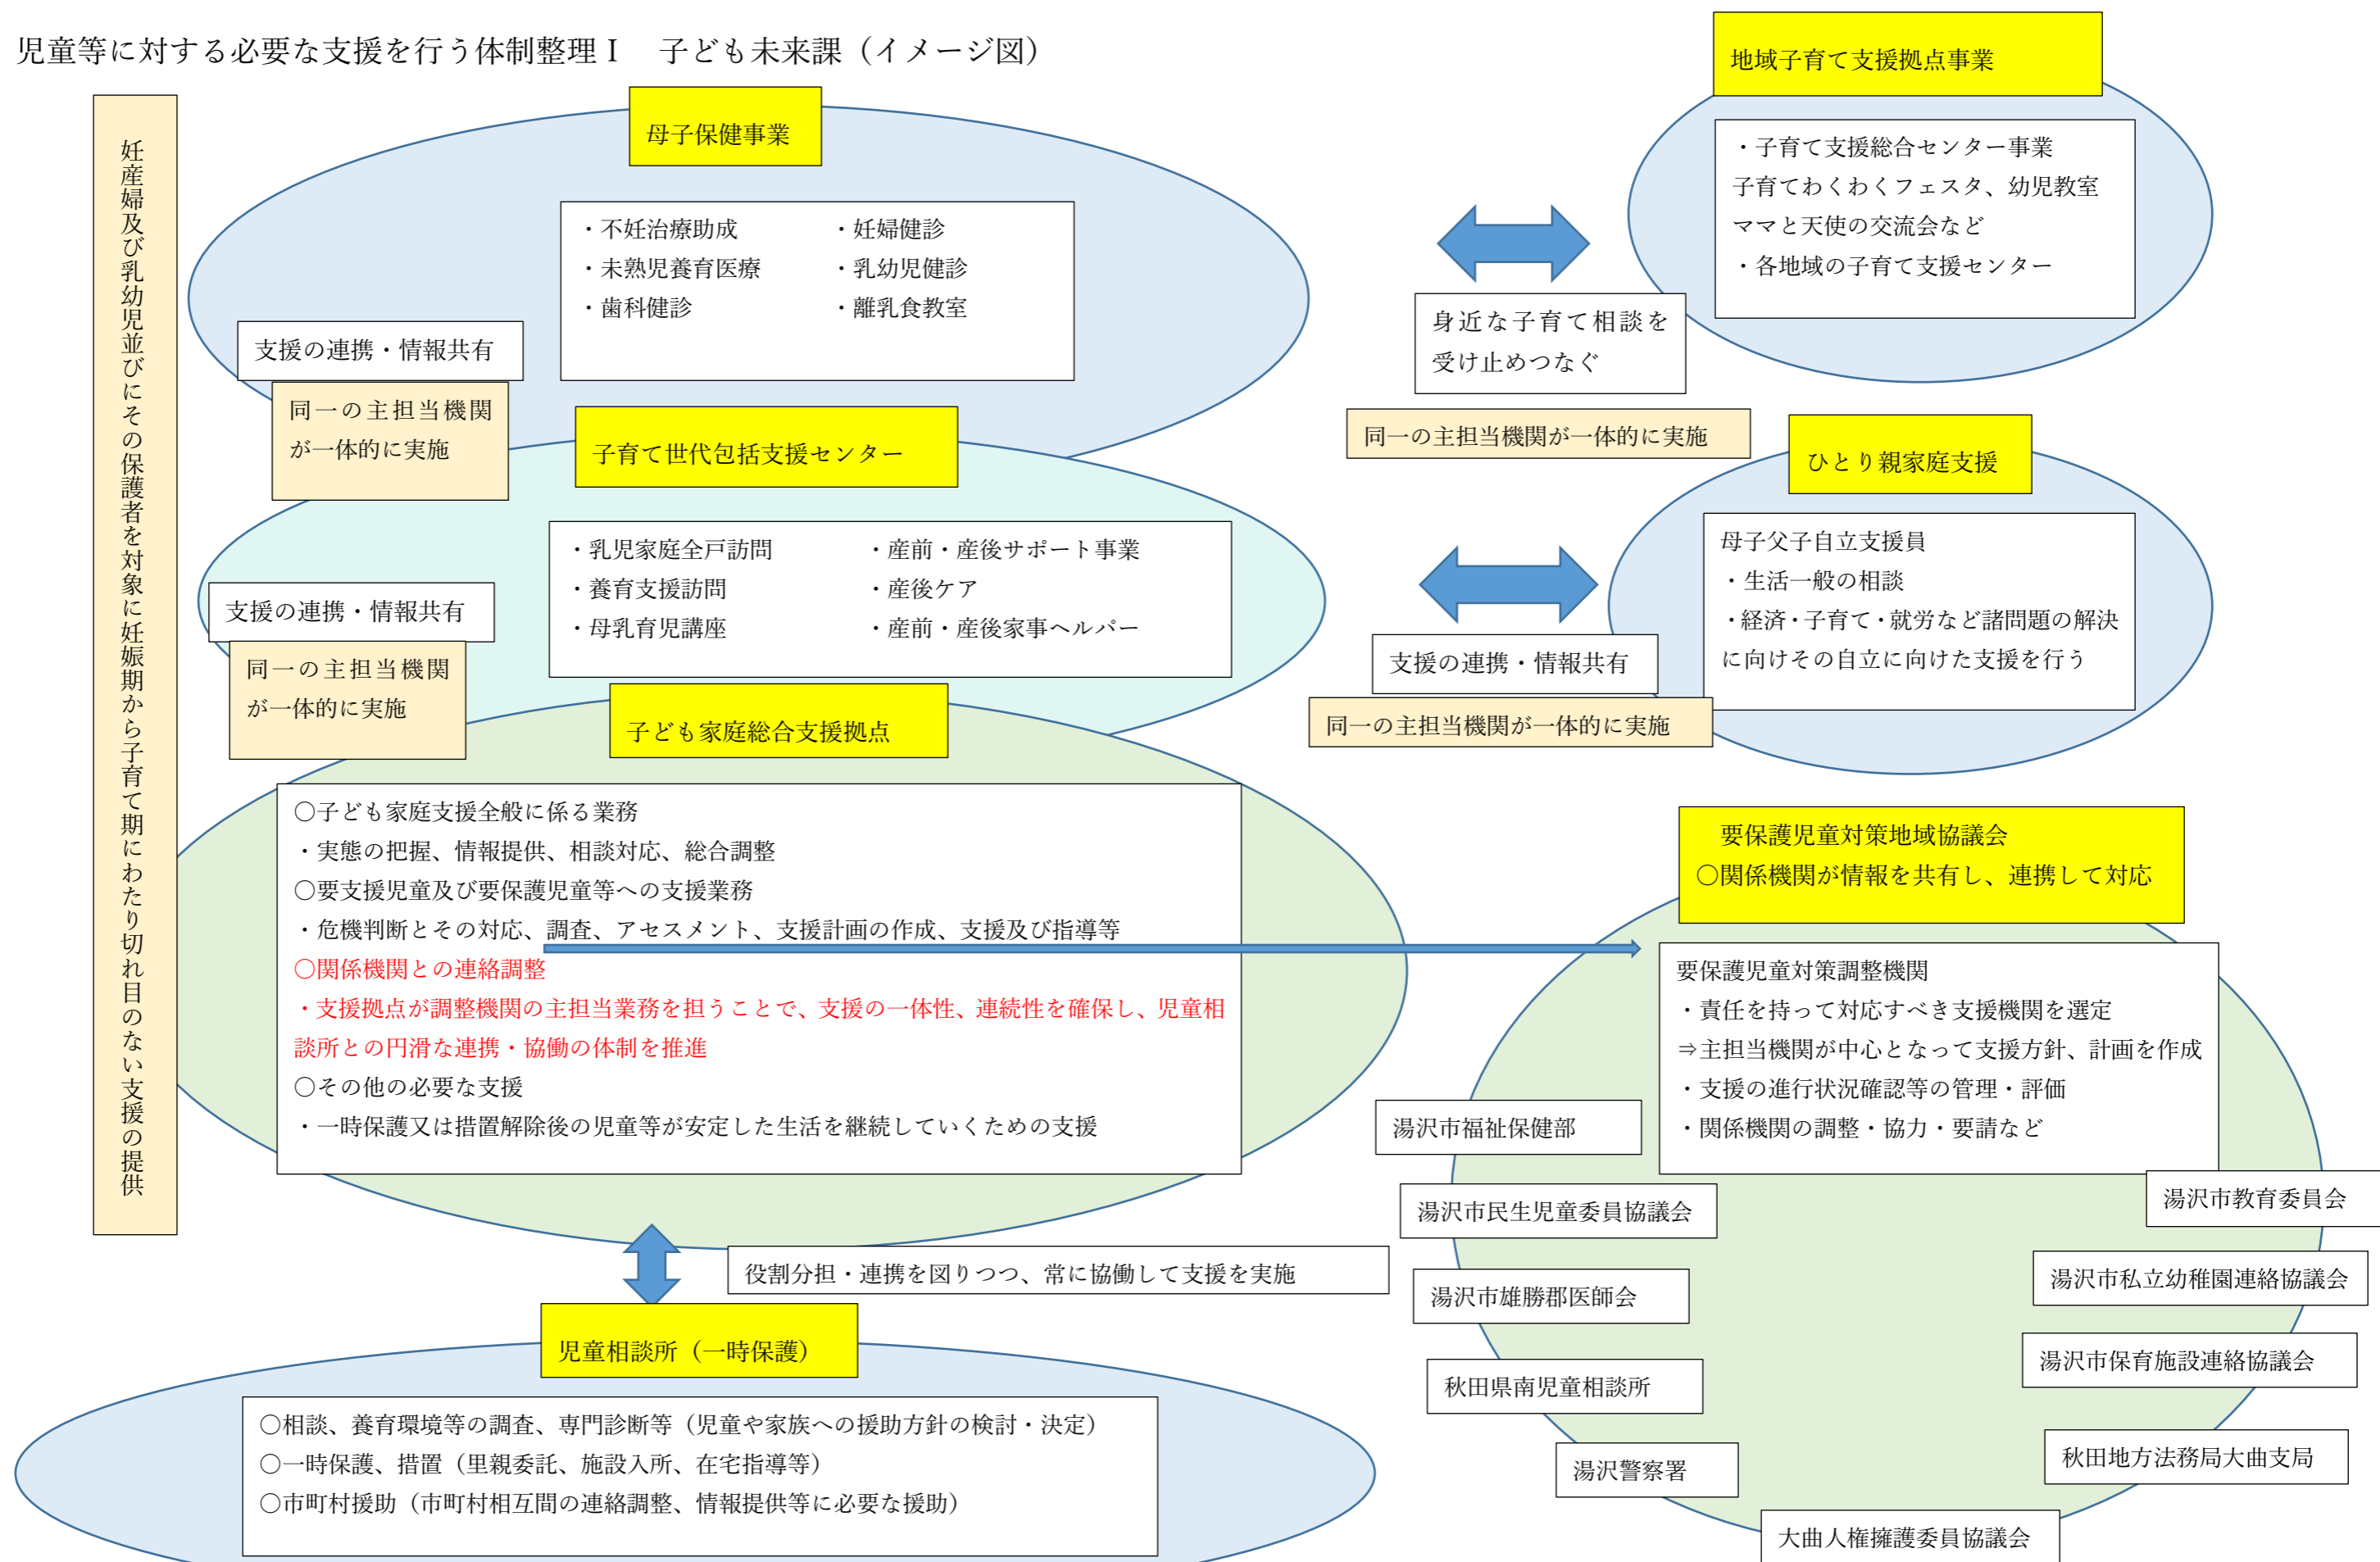 児童等に対する必要な支援を行う体制整理Ⅰ　子ども未来課（イメージ図）
妊産婦及び乳幼児並びにその保護者を対象に妊娠期から子育て期にわたり切れ目のない支援の提供
母子保健事業
・不妊治療助成　・妊婦健診
・未熟児養育医療　・乳幼児健診
・歯科健診　・離乳食教室
支援の連携・情報共有
同一の主担当機関
が一体的に実施
子育て世代包括支援センター
・乳児家庭全戸訪問　・産前・産後サポート事業
・養育支援訪問　・産後ケア
・母乳育児講座　・産前・産後家事ヘルパー
支援の連携・情報共有
同一の主担当機関
が一体的に実施
子ども家庭総合支援拠点
〇子ども家庭支援全般に係る業務
・実態の把握、情報提供、相談対応、総合調整
〇要支援児童及び要保護児童等への支援業務
・危機判断とその対応、調査、アセスメント、支援計画の作成、支援及び指導等
〇関係機関との連絡調整
・支援拠点が調整機関の主担当業務を担うことで、支援の一体性、連続性を確保し、児童相
談所との円滑な連携・協働の体制を推進
〇その他の必要な支援
・一時保護又は措置解除後の児童等が安定した生活を継続していくための支援
役割分担・連携を図りつつ、常に協働して支援を実施
児童相談所（一時保護）
〇相談、養育環境等の調査、専門診断等（児童や家族への援助方針の検討・決定）
〇一時保護、措置（里親委託、施設入所、在宅指導等）
〇市町村援助（市町村相互間の連絡調整、情報提供等に必要な援助）
地域子育て支援拠点事業
・子育て支援総合センター事業
子育てわくわくフェスタ、幼児教室
ママと天使の交流会など
・各地域の子育て支援センター
身近な子育て相談を
受け止めつなぐ
同一の主担当機関が一体的に実施
ひとり親家庭支援
母子父子自立支援員
・生活一般の相談
・経済・子育て・就労など諸問題の解決
に向けその自立に向けた支援を行う
支援の連携・情報共有
同一の主担当機関が一体的に実施
要保護児童対策地域協議会
〇関係機関が情報を共有し、連携して対応
要保護児童対策調整機関
・責任を持って対応すべき支援機関を選定
⇒主担当機関が中心となって支援方針、計画を作成
・支援の進行状況確認等の管理・評価
・関係機関の調整・協力・要請など
湯沢市福祉保健部
湯沢市民生児童委員協議会
湯沢市雄勝郡医師会
秋田県南児童相談所
湯沢警察署
大曲人権擁護委員協議会
湯沢市教育委員会
湯沢市私立幼稚園連絡協議会
湯沢市保育施設連絡協議会
秋田地方法務局大曲支局